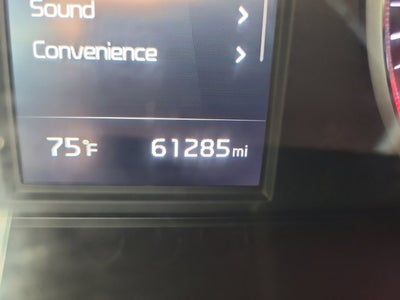 Sound
Convenience
75°F 61285 mi